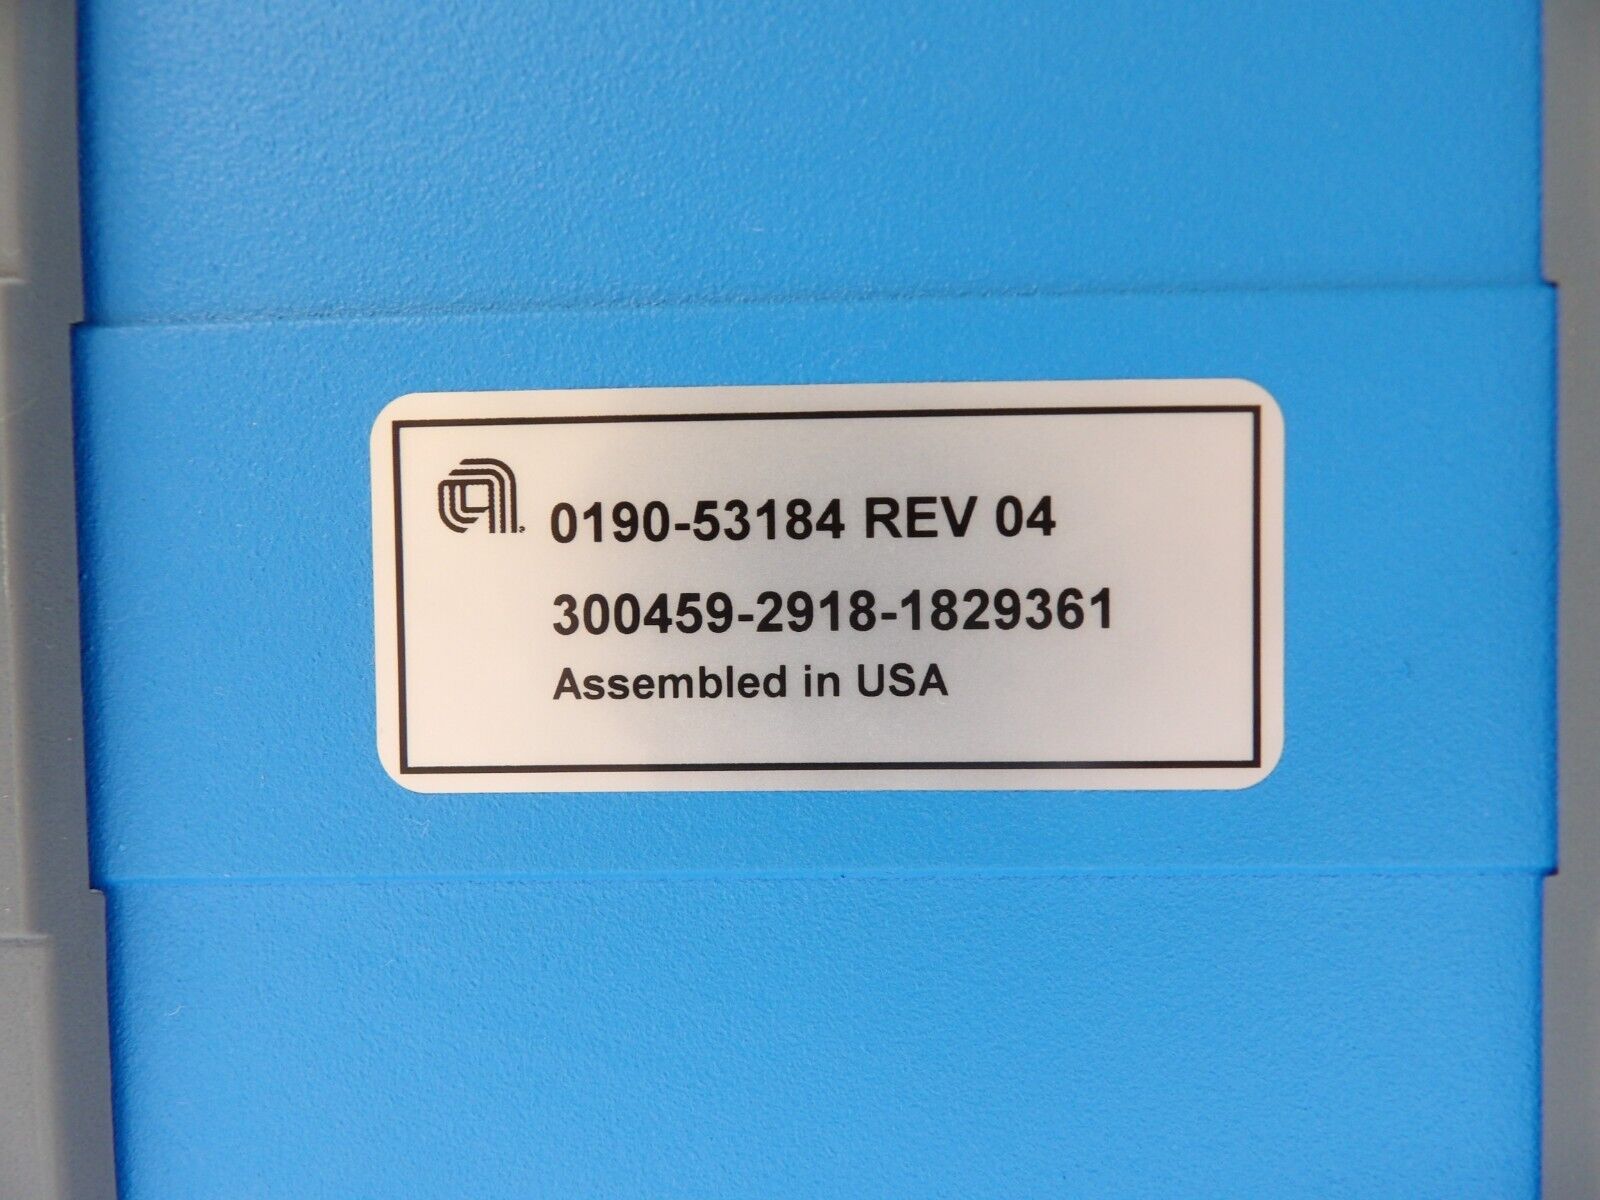 0190-53184 REV 04
300459-2918-1829361
Assembled in USA